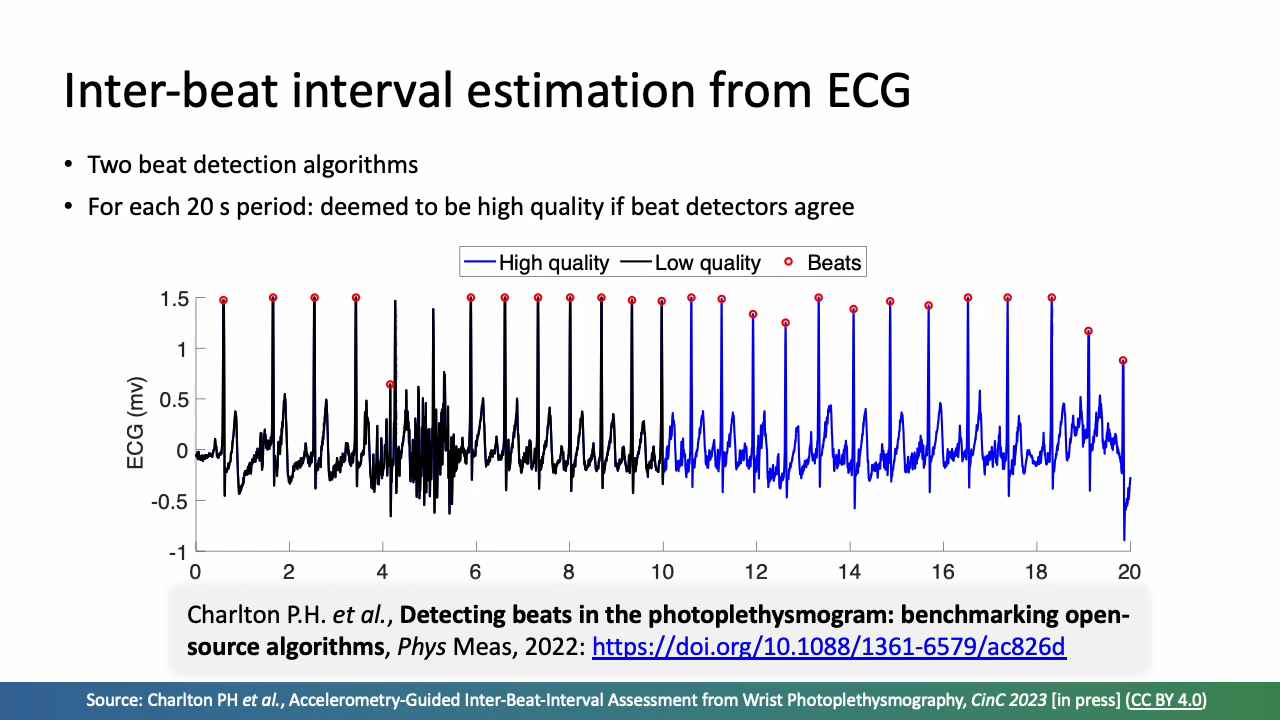 Inter-beat interval estimation from ECG
• Two beat detection algorithms
• For each 20 s period: deemed to be high quality if beat detectors agree
High quality Low quality Beats
1.5
1
0.5
0
-0.5
-1
ECG (mv)
0 2 4 6 8 10 12 14 16 18 20
Charlton P.H. et al., Detecting beats in the photoplethysmogram: benchmarking open-
source algorithms, Phys Meas, 2022: https://doi.org/10.1088/1361-6579/ac826d
Source: Charlton PH et al., Accelerometry-Guided Inter-Beat-Interval Assessment from Wrist Photoplethysmography, CinC 2023 [in press] (CC BY 4.0)